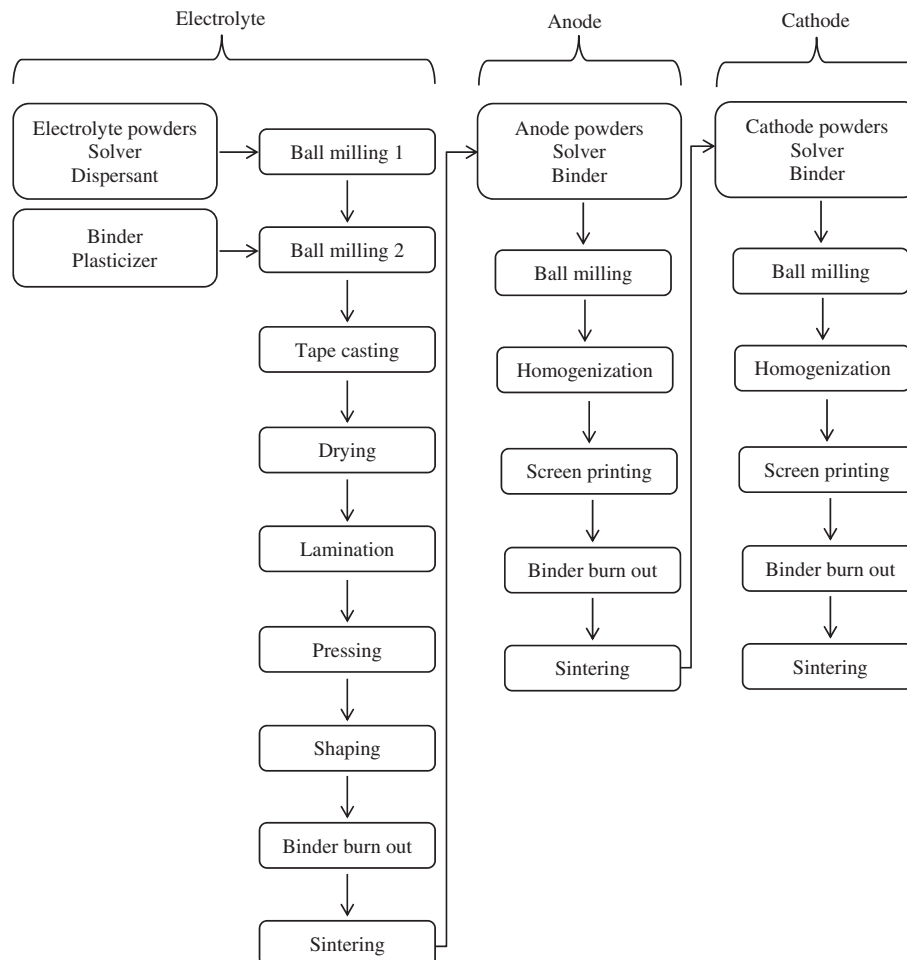 Electrolyte
Electrolyte powders
Solver
Dispersant
Ball milling 1
Binder
Plasticizer
Ball milling 2
Tape casting
Drying
Lamination
Pressing
Shaping
Binder burn out
Sintering
Anode
Anode powders
Solver
Binder
Ball milling
Homogenization
Screen printing
Binder burn out
Sintering
Cathode
Cathode powders
Solver
Binder
Ball milling
Homogenization
Screen printing
Binder burn out
Sintering